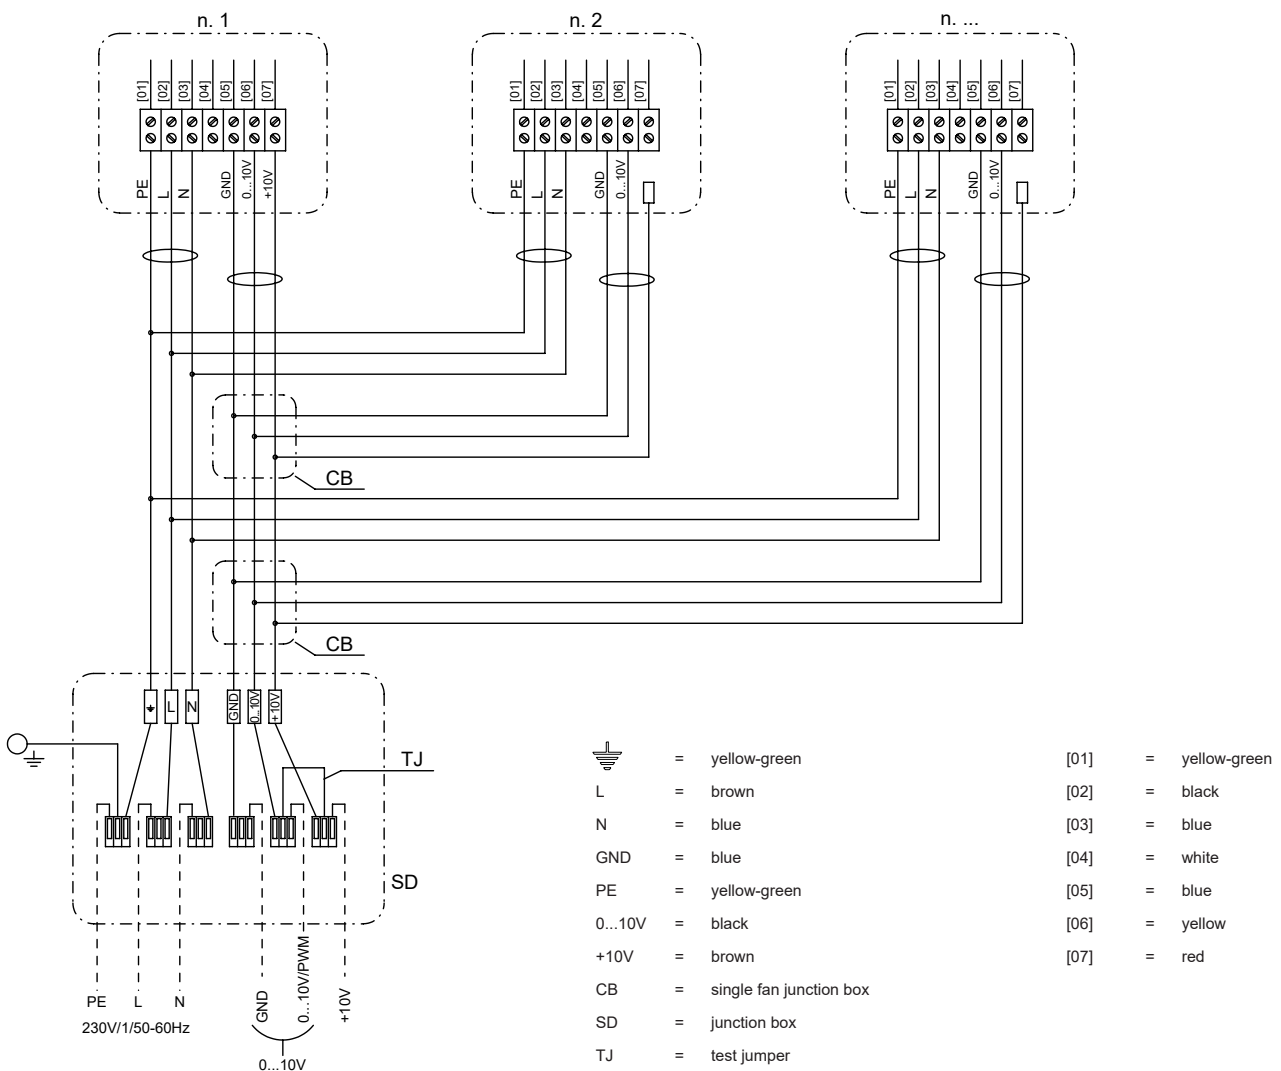 n. 1 n. 2 n. ...
[01] [02] [03] [04] [05] [06] [07] [01] [02] [03] [04] [05] [06] [07] [01] [02] [03] [04] [05] [06] [07]
PE L N GND 0...10V +10V PE L N GND 0...10V PE L N GND 0...10V
CB
CB
L N GND 0...10V +10V
TJ
SD
PE L N GND 0...10V/PWM +10V
230V/1/50-60Hz
0...10V
= yellow-green [01] = yellow-green
L = brown [02] = black
N = blue [03] = blue
GND = blue [04] = white
PE = yellow-green [05] = blue
0...10V = black [06] = yellow
+10V = brown [07] = red
CB = single fan junction box
SD = junction box
TJ = test jumper